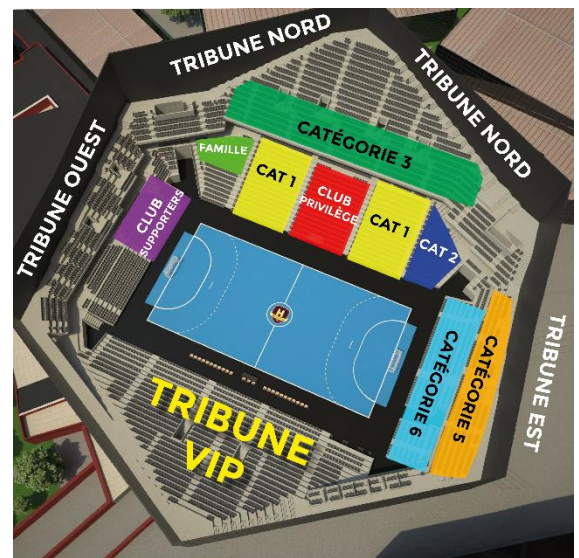 TRIBUNE NORD
TRIBUNE NORD
TRIBUNE OUEST
CATÉGORIE 3
FAMILLE
CAT 1
CLUB
PRIVILÈGE
CAT 1
CAT 2
CLUB
SUPPORTERS
H
CATÉGORIE 6
CATÉGORIE 5
TRIBUNE EST
TRIBUNE
VIP